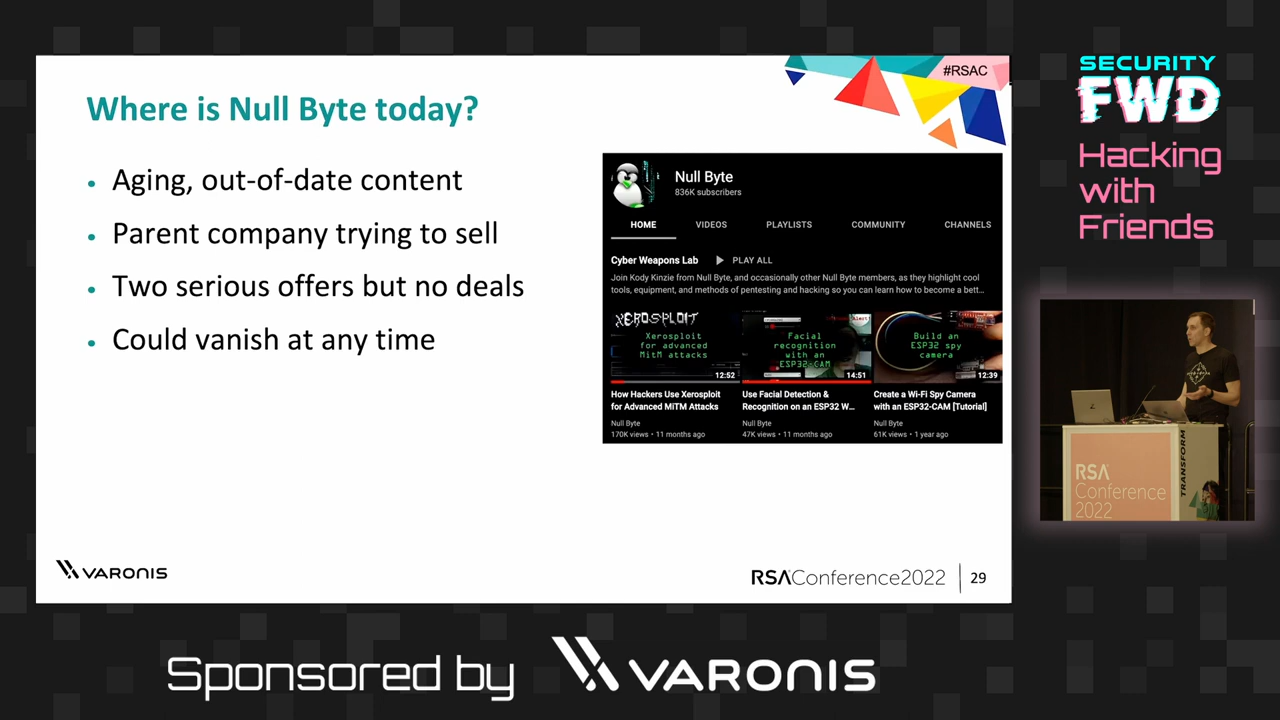 #RSAC
Where is Null Byte today?
• Aging, out-of-date content
• Parent company trying to sell
• Two serious offers but no deals
• Could vanish at any time
Null Byte
836K subscribers
HOME VIDEOS PLAYLISTS COMMUNITY CHANNELS
Cyber Weapons Lab PLAY ALL
Join Kody Kinzie from Null Byte, and occasionally other Null Byte members, as they highlight cool
tools, equipment, and methods of pentesting and hacking so you can learn how to become a bett...
XEROSPLOIT
Xerosploit
for advanced
MitM attacks
12:52
Facial
recognition
with an
ESP32-CAM
14:51
Build an
ESP32 spy
camera
12:39
How Hackers Use Xerosploit
for Advanced MiTM Attacks
Null Byte
170K views • 11 months ago
Use Facial Detection &
Recognition on an ESP32 W...
Null Byte
47K views • 11 months ago
Create a Wi-Fi Spy Camera
with an ESP32-CAM [Tutorial]
Null Byte
61K views • 1 year ago
VARONIS
RSAConference2022 29
SECURITY
FWD
Hacking
with
Friends
RSA
Conference
2022
TRANSFORM
Sponsored by VARONIS